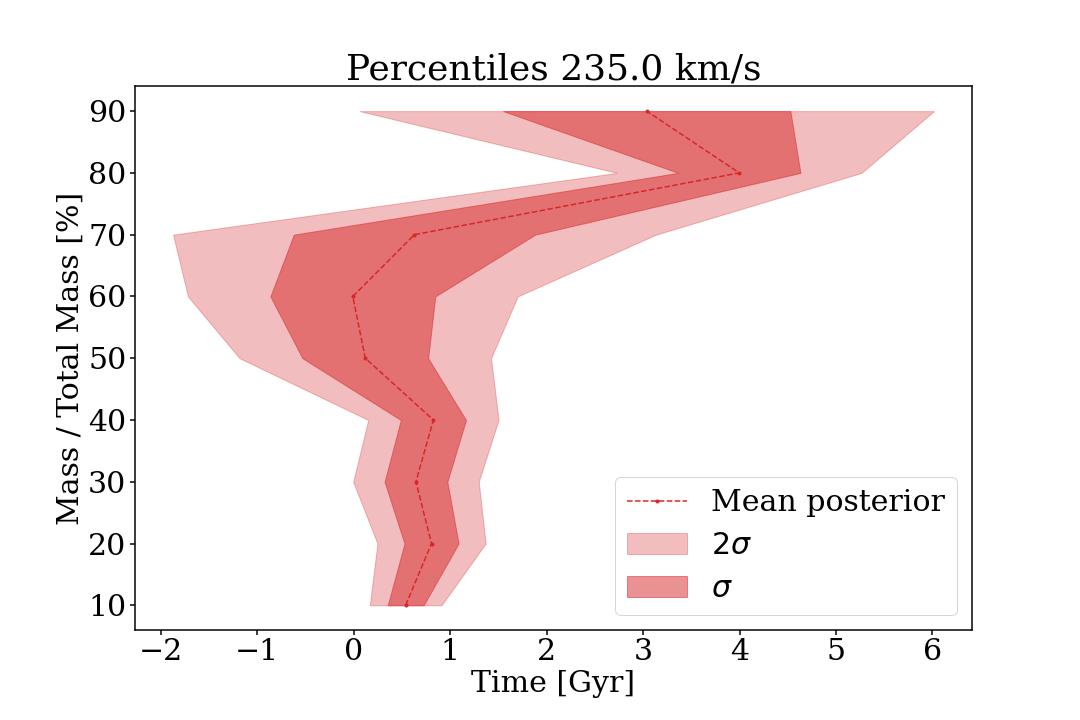 Percentiles 235.0 km/s
Mass / Total Mass [%]
90
80
70
60
50
40
30
20
10
Mean posterior
2σ
σ
−2 −1 0 1 2 3 4 5 6
Time [Gyr]